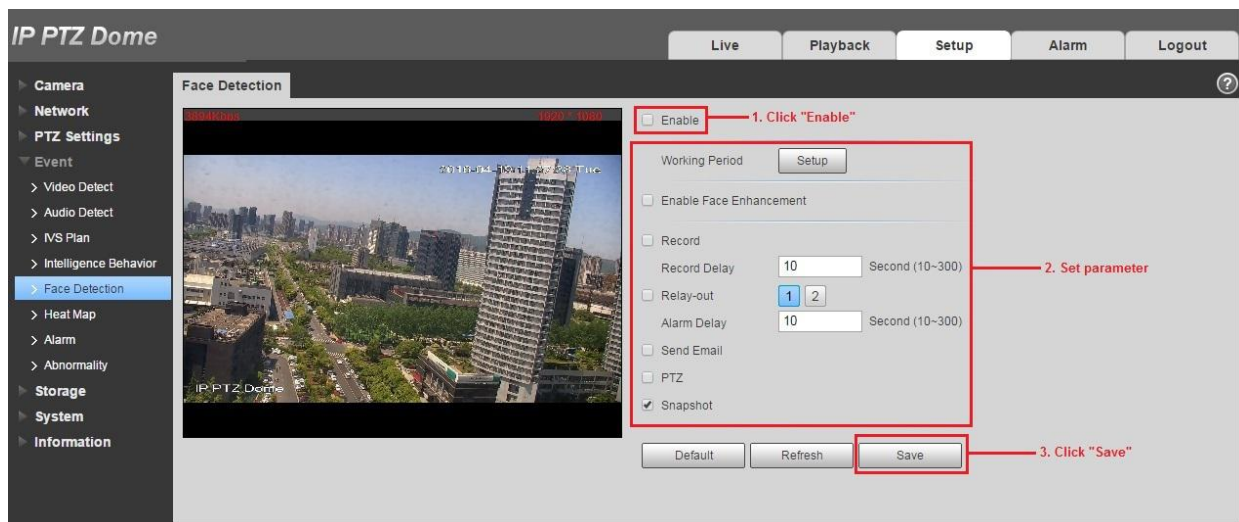 IP PTZ Dome
Live
Playback
Setup
Alarm
Logout
Camera
Network
PTZ Settings
Event
> Video Detect
> Audio Detect
> IVS Plan
> Intelligence Behavior
> Face Detection
> Heat Map
> Alarm
> Abnormality
Storage
System
Information
Face Detection
?
3894Kbps 1920 * 1080
Tue
IP PTZ Dome
Enable
1. Click "Enable"
Working Period Setup
Enable Face Enhancement
Record
Record Delay 10 Second (10~300)
2. Set parameter
Relay-out 1 2
Alarm Delay 10 Second (10~300)
Send Email
PTZ
Snapshot
Default Refresh Save
3. Click "Save"